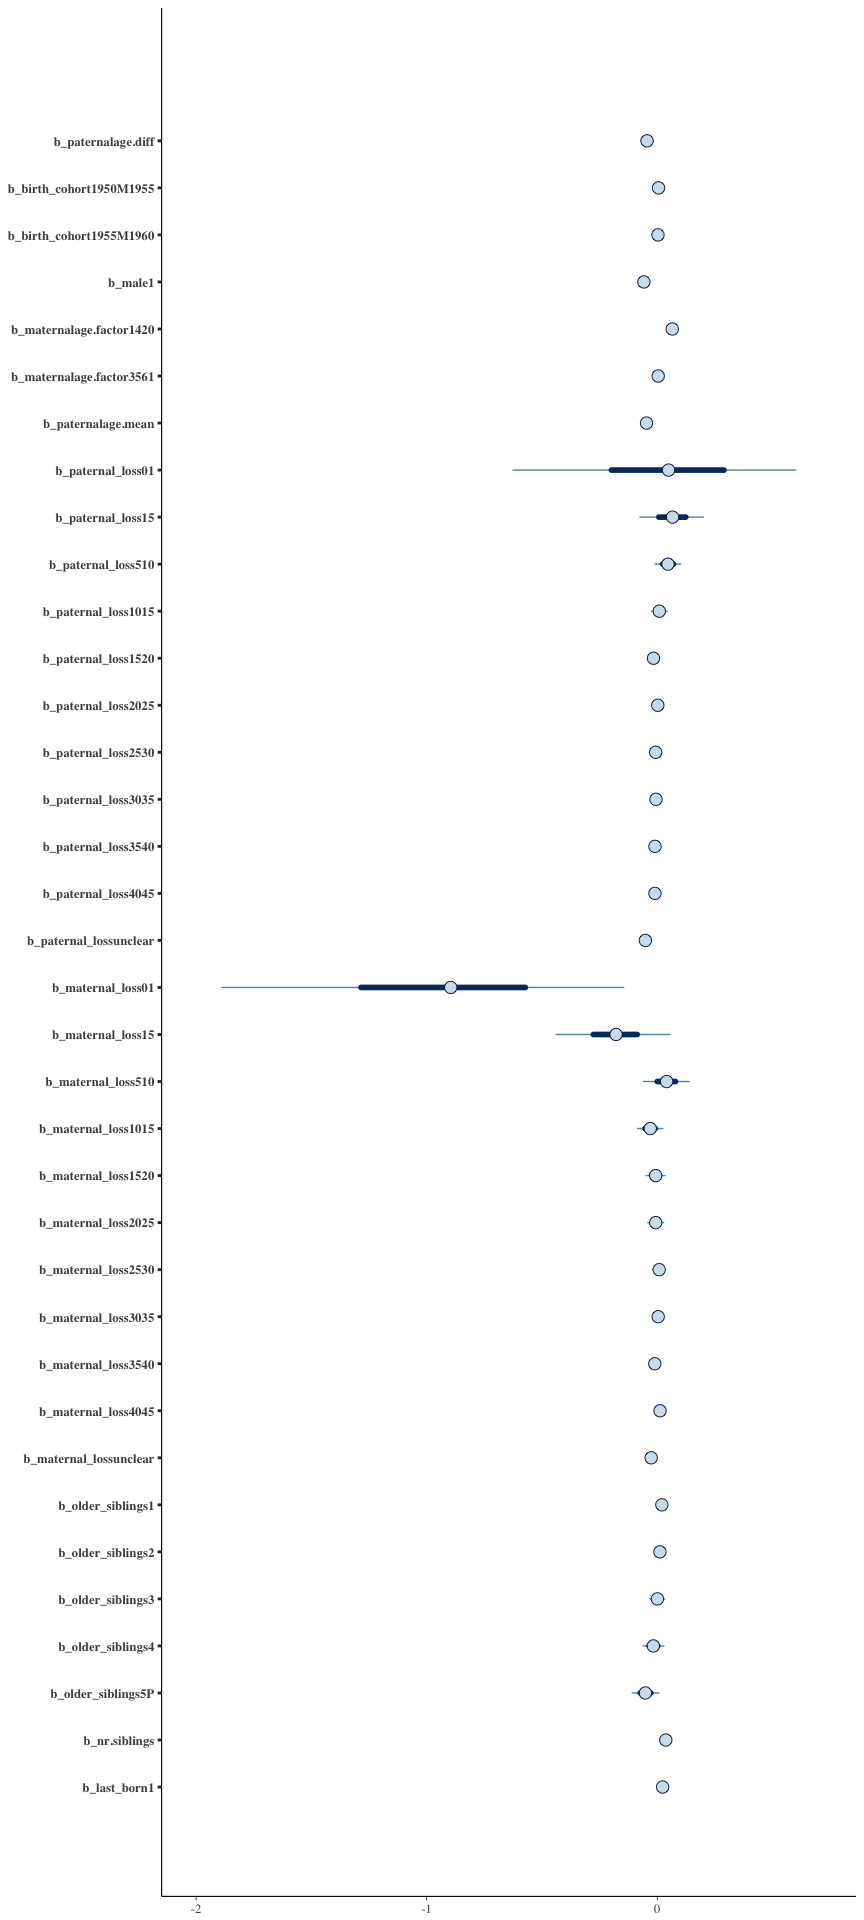 b_paternalage.diff
b_birth_cohort1950M1955
b_birth_cohort1955M1960
b_male1
b_maternalage.factor1420
b_maternalage.factor3561
b_paternalage.mean
b_paternal_loss01
b_paternal_loss15
b_paternal_loss510
b_paternal_loss1015
b_paternal_loss1520
b_paternal_loss2025
b_paternal_loss2530
b_paternal_loss3035
b_paternal_loss3540
b_paternal_loss4045
b_paternal_lossunclear
b_maternal_loss01
b_maternal_loss15
b_maternal_loss510
b_maternal_loss1015
b_maternal_loss1520
b_maternal_loss2025
b_maternal_loss2530
b_maternal_loss3035
b_maternal_loss3540
b_maternal_loss4045
b_maternal_lossunclear
b_older_siblings1
b_older_siblings2
b_older_siblings3
b_older_siblings4
b_older_siblings5P
b_nr.siblings
b_last_born1
-2 -1 0